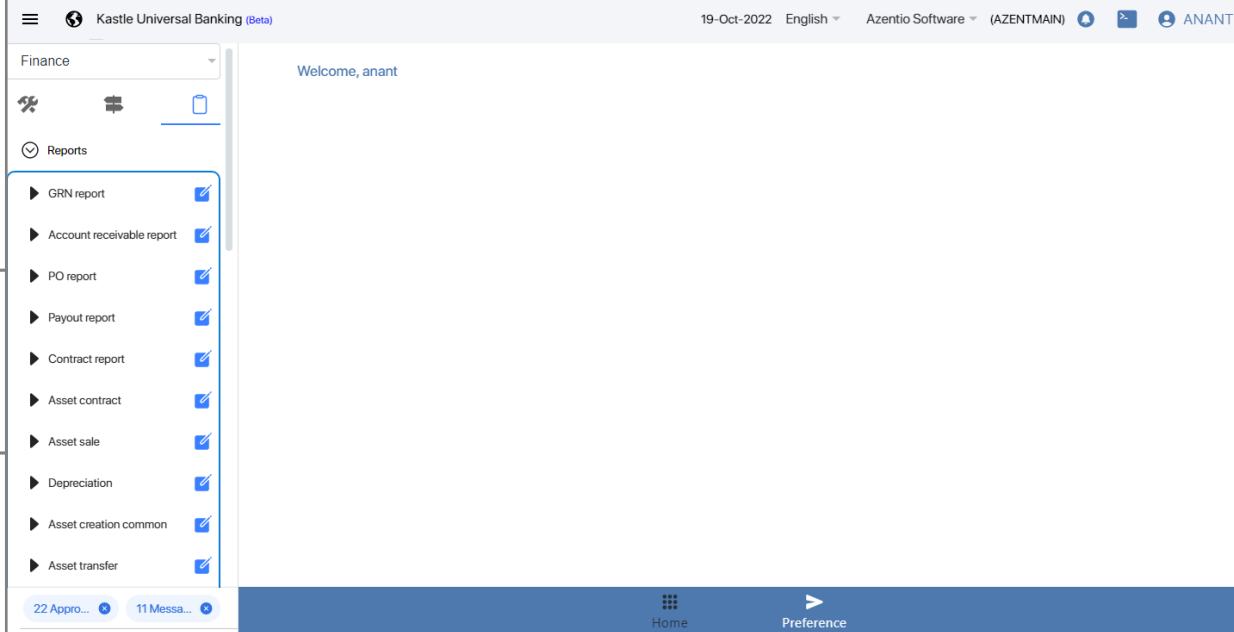 Kastle Universal Banking (Beta)
19-Oct-2022 English Azentio Software (AZENTMAIN) ANANT
Finance
Welcome, anant
Reports
GRN report
Account receivable report
PO report
Payout report
Contract report
Asset contract
Asset sale
Depreciation
Asset creation common
Asset transfer
22 Appro... 11 Messa...
Home Preference